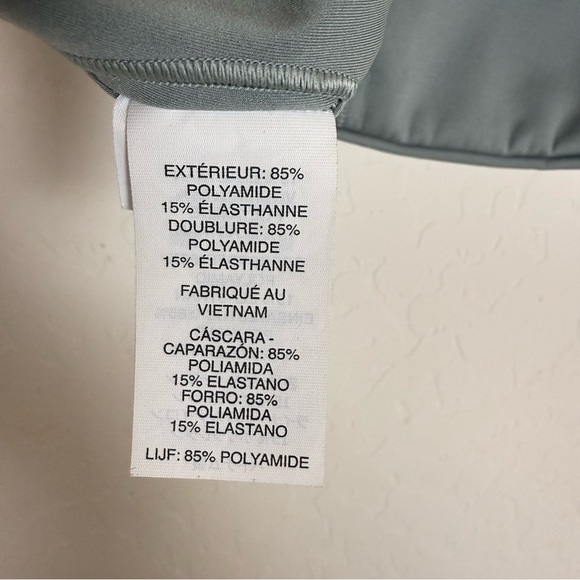 EXTÉRIEUR: 85%
POLYAMIDE
15% ÉLASTHANNE
DOUBLURE: 85%
POLYAMIDE
15% ÉLASTHANNE
FABRIQUÉ AU
VIETNAM
CÁSCARA -
CAPARAZÓN: 85%
POLIAMIDA
15% ELASTANO
FORRO: 85%
POLIAMIDA
15% ELASTANO
LIJF: 85% POLYAMIDE